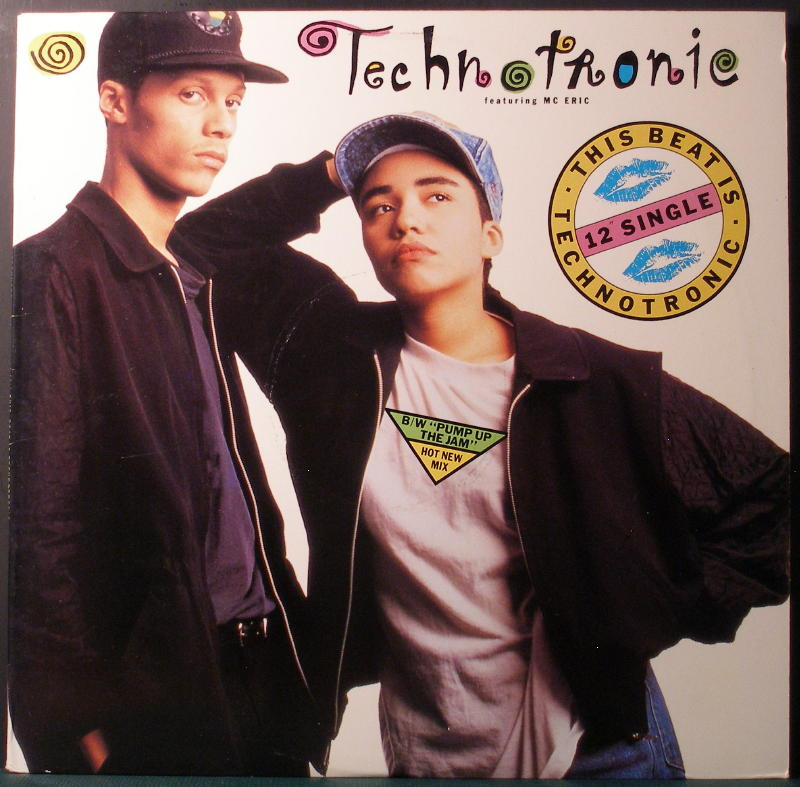 Technotronic
featuring MC ERIC
· THIS BEAT IS ·
12" SINGLE
TECHNOTRONIC
B/W "PUMP UP
THE JAM"
HOT NEW
MIX